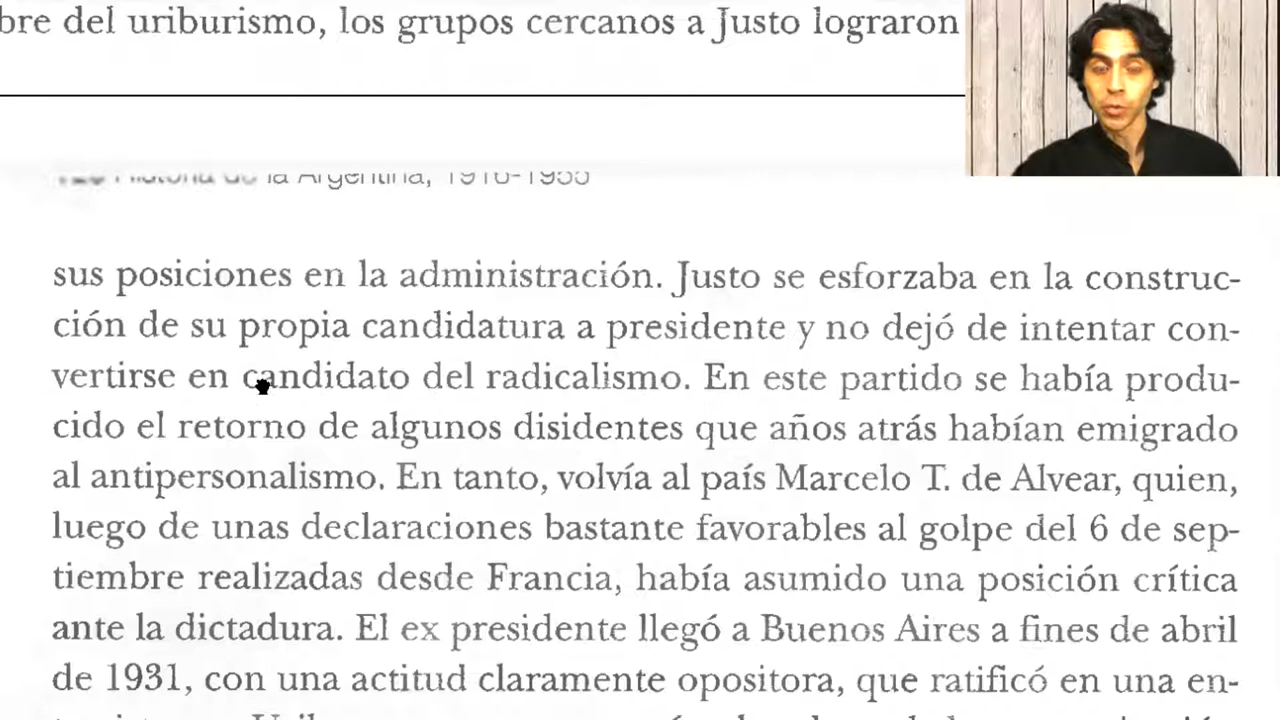 bre del uriburismo, los grupos cercanos a Justo lograron
Historia de la Argentina, 1916-1955
sus posiciones en la administración. Justo se esforzaba en la construc-
ción de su propia candidatura a presidente y no dejó de intentar con-
vertirse en candidato del radicalismo. En este partido se había produ-
cido el retorno de algunos disidentes que años atrás habían emigrado
al antipersonalismo. En tanto, volvía al país Marcelo T. de Alvear, quien,
luego de unas declaraciones bastante favorables al golpe del 6 de sep-
tiembre realizadas desde Francia, había asumido una posición crítica
ante la dictadura. El ex presidente llegó a Buenos Aires a fines de abril
de 1931, con una actitud claramente opositora, que ratificó en una en-